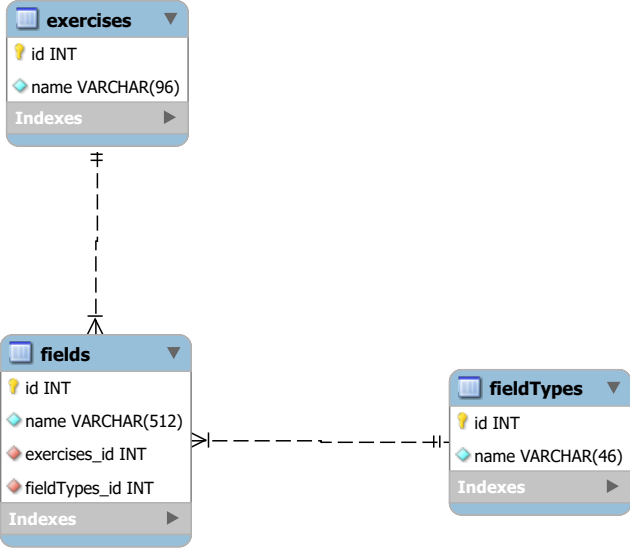 exercises
id INT
name VARCHAR(96)
Indexes
fields
id INT
name VARCHAR(512)
exercises_id INT
fieldTypes_id INT
Indexes
fieldTypes
id INT
name VARCHAR(46)
Indexes